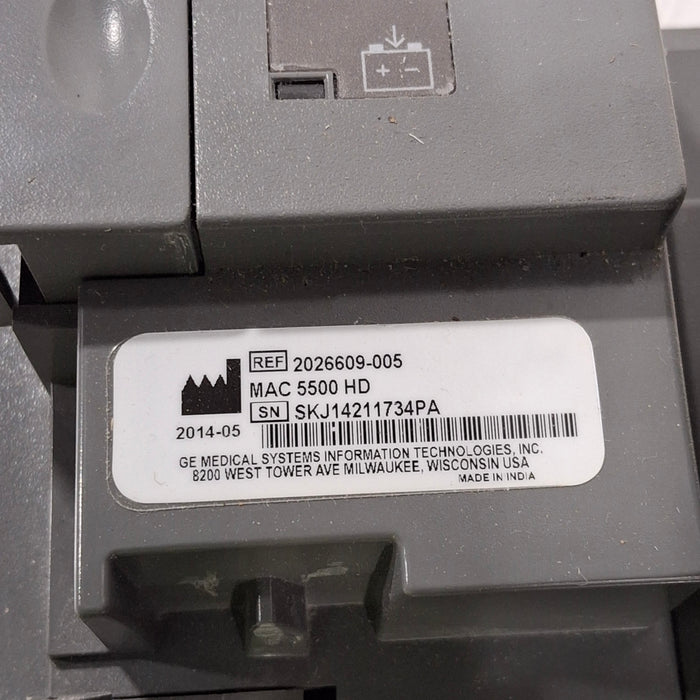 REF 2026609-005
MAC 5500 HD
SN SKJ14211734PA
2014-05
GE MEDICAL SYSTEMS INFORMATION TECHNOLOGIES, INC.
8200 WEST TOWER AVE MILWAUKEE, WISCONSIN USA
MADE IN INDIA